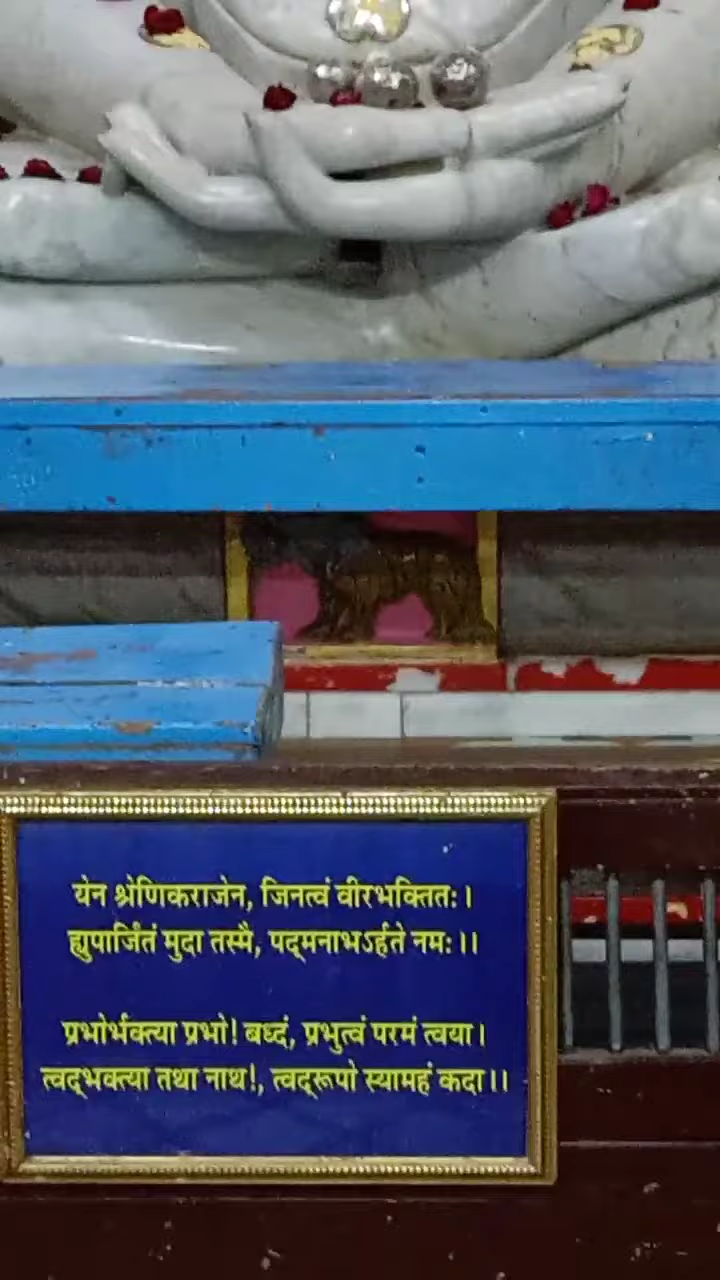 येन श्रेणिकराजेन, जिनत्वं वीरभक्तितः।
ह्युपार्जितं मुदा तस्मै, पद्‌मनाभऽर्हते नमः।।
प्रभोर्भक्त्या प्रभो! बध्दं, प्रभुत्वं परमं त्वया।
त्वद्‌भक्त्या तथा नाथ!, त्वद्‌रूपो स्यामहं कदा।।